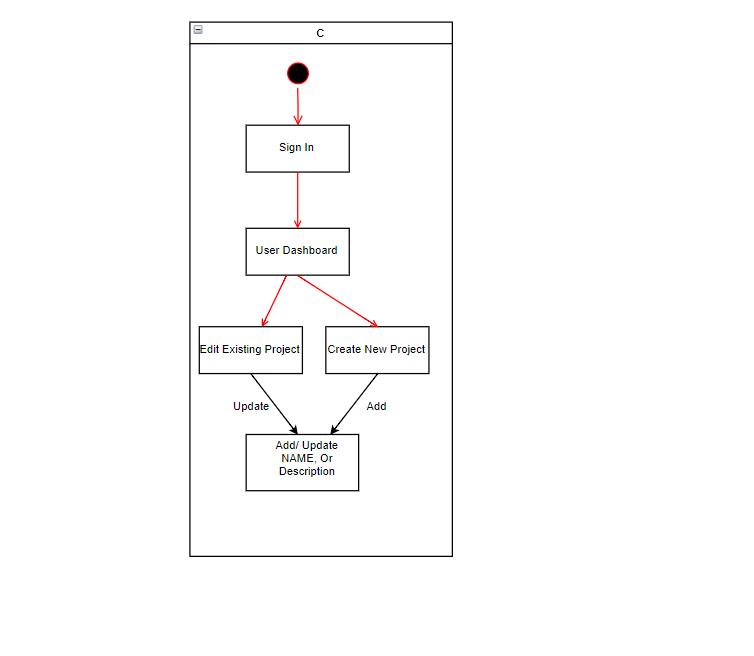 C
Sign In
User Dashboard
Edit Existing Project
Create New Project
Update
Add
Add/ Update
NAME, Or
Description